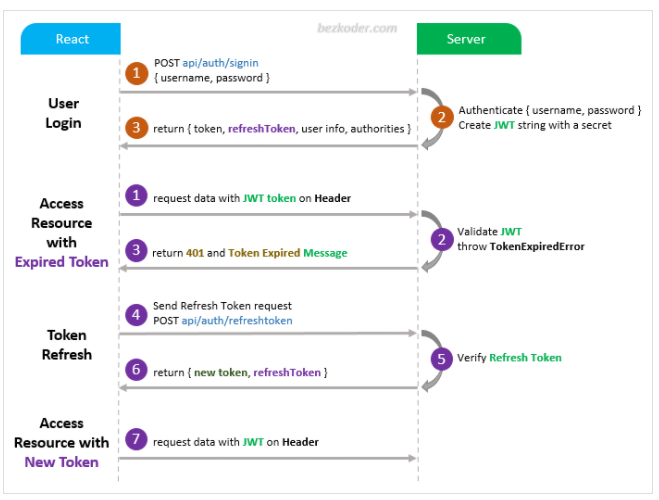 bezkoder.com
React
Server
User
Login
1
POST api/auth/signin
{ username, password }
2
Authenticate { username, password }
Create JWT string with a secret
3
return { token, refreshToken, user info, authorities }
Access
Resource
with
Expired Token
1
request data with JWT token on Header
2
Validate JWT
throw TokenExpiredError
3
return 401 and Token Expired Message
Token
Refresh
4
Send Refresh Token request
POST api/auth/refreshtoken
5
Verify Refresh Token
6
return { new token, refreshToken }
Access
Resource with
New Token
7
request data with JWT on Header